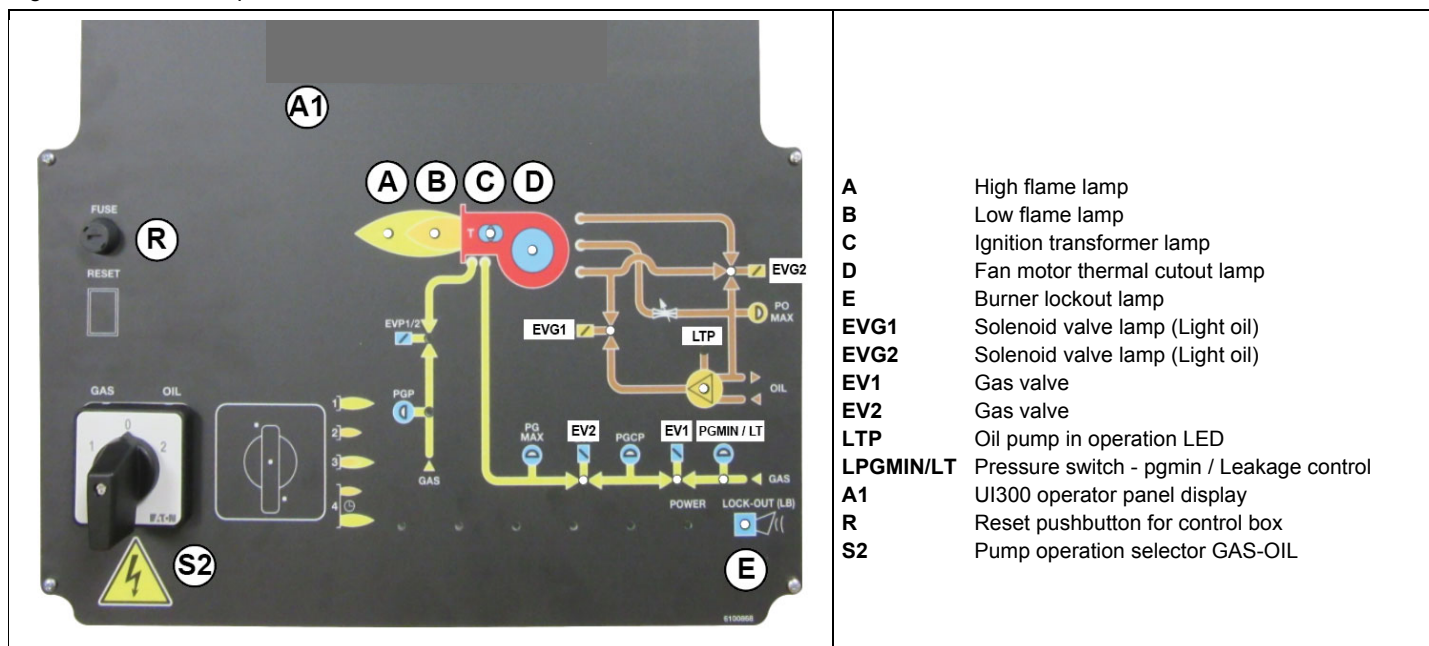 A1
A B C D
FUSE
R
RESET
T
EVG2
PO
MAX
EVG1
LTP
EVP1/2
OIL
GAS OIL
PGP
1
2
3
4
0
1 2
PG
MAX
EV2
PGCP
EV1
PGMIN / LT
GAS
GAS
POWER
LOCK-OUT (LB)
E·T·N
S2
E
6100968
A High flame lamp
B Low flame lamp
C Ignition transformer lamp
D Fan motor thermal cutout lamp
E Burner lockout lamp
EVG1 Solenoid valve lamp (Light oil)
EVG2 Solenoid valve lamp (Light oil)
EV1 Gas valve
EV2 Gas valve
LTP Oil pump in operation LED
LPGMIN/LT Pressure switch - pgmin / Leakage control
A1 UI300 operator panel display
R Reset pushbutton for control box
S2 Pump operation selector GAS-OIL